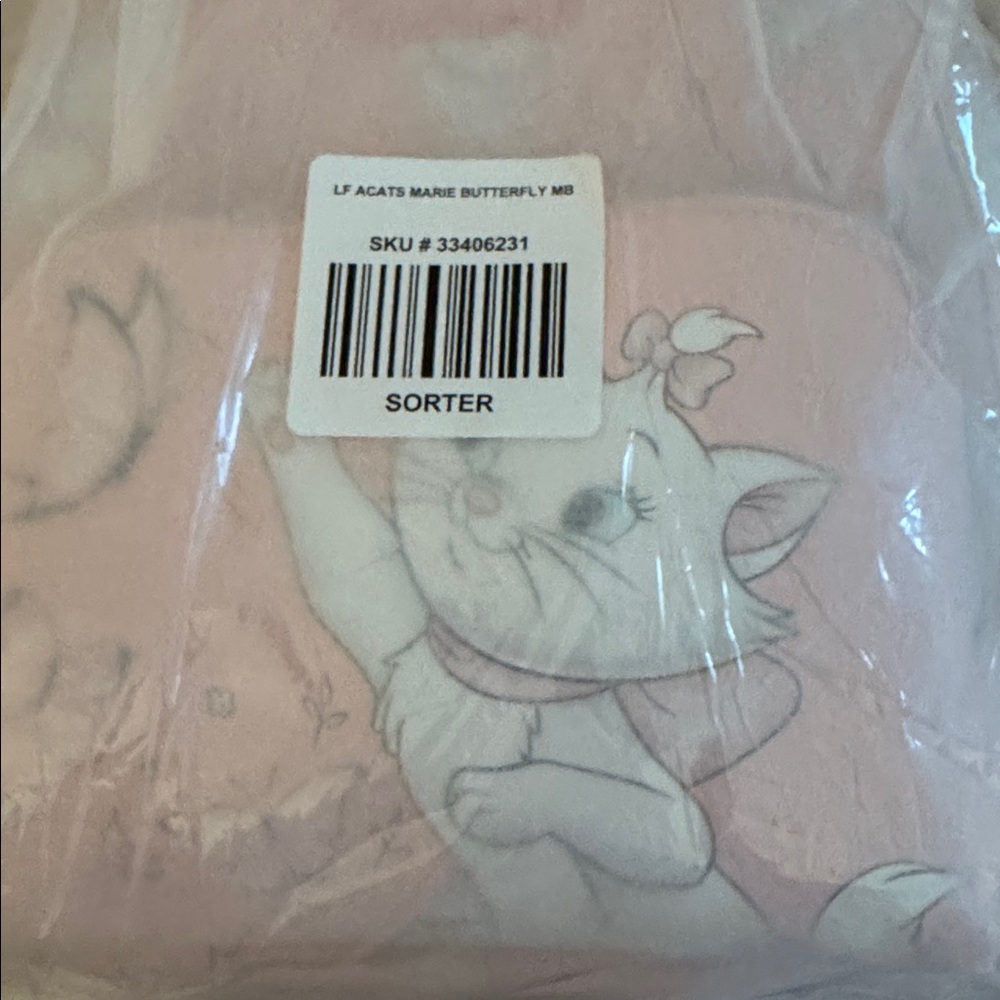 LF ACATS MARIE BUTTERFLY MB
SKU # 33406231
SORTER